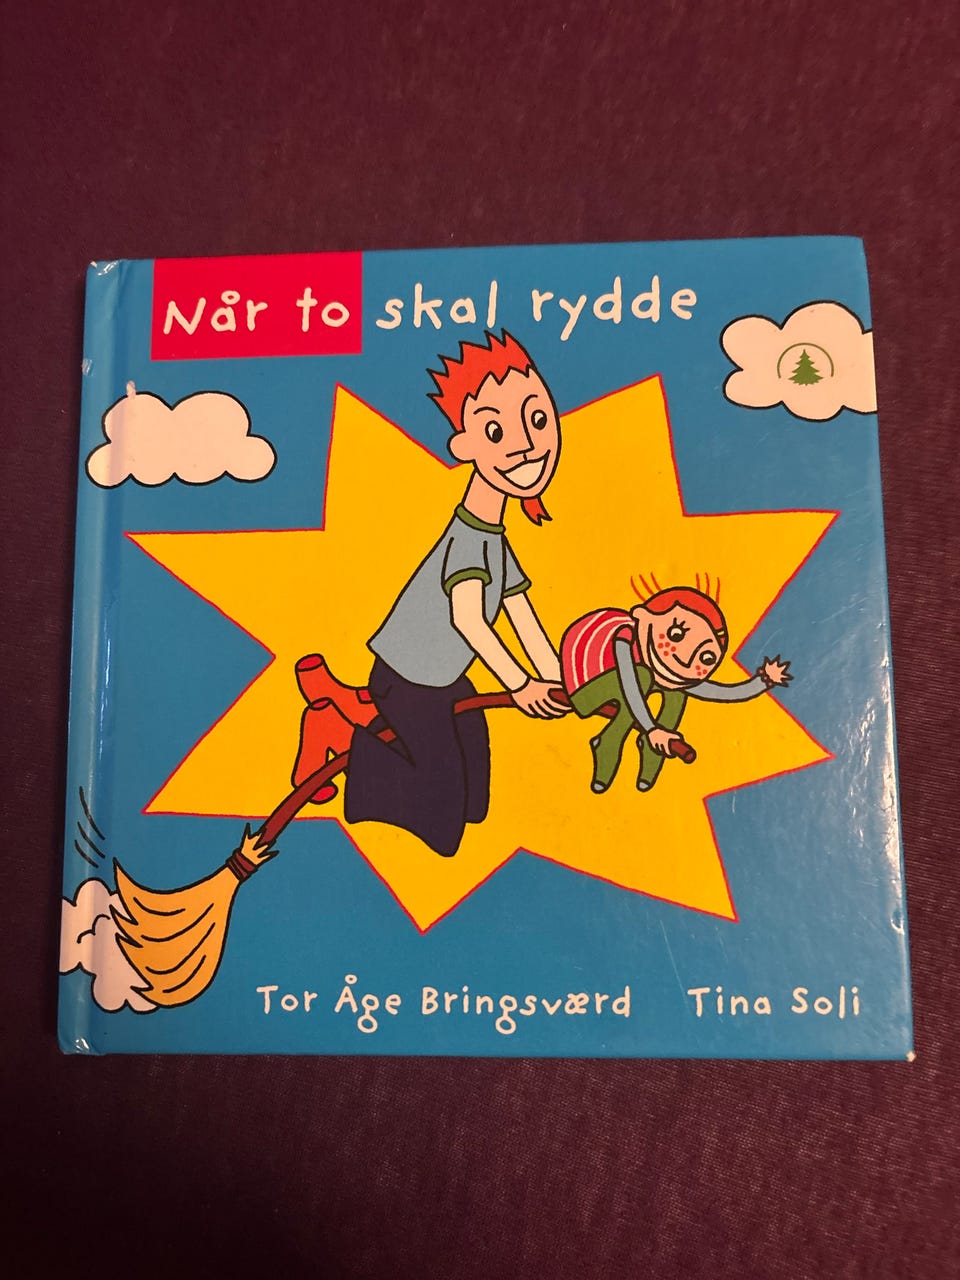 Når to skal rydde
Tor Åge Bringsværd Tina Soli